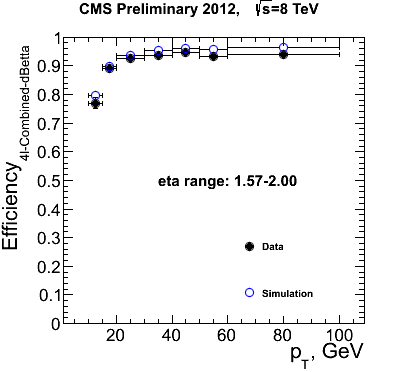 CMS Preliminary 2012, √s=8 TeV
Efficiency 4l-Combined-dBetta
1
0.9
0.8
0.7
0.6
0.5
0.4
0.3
0.2
0.1
0
eta range: 1.57-2.00
Data
Simulation
20 40 60 80 100
pT, GeV